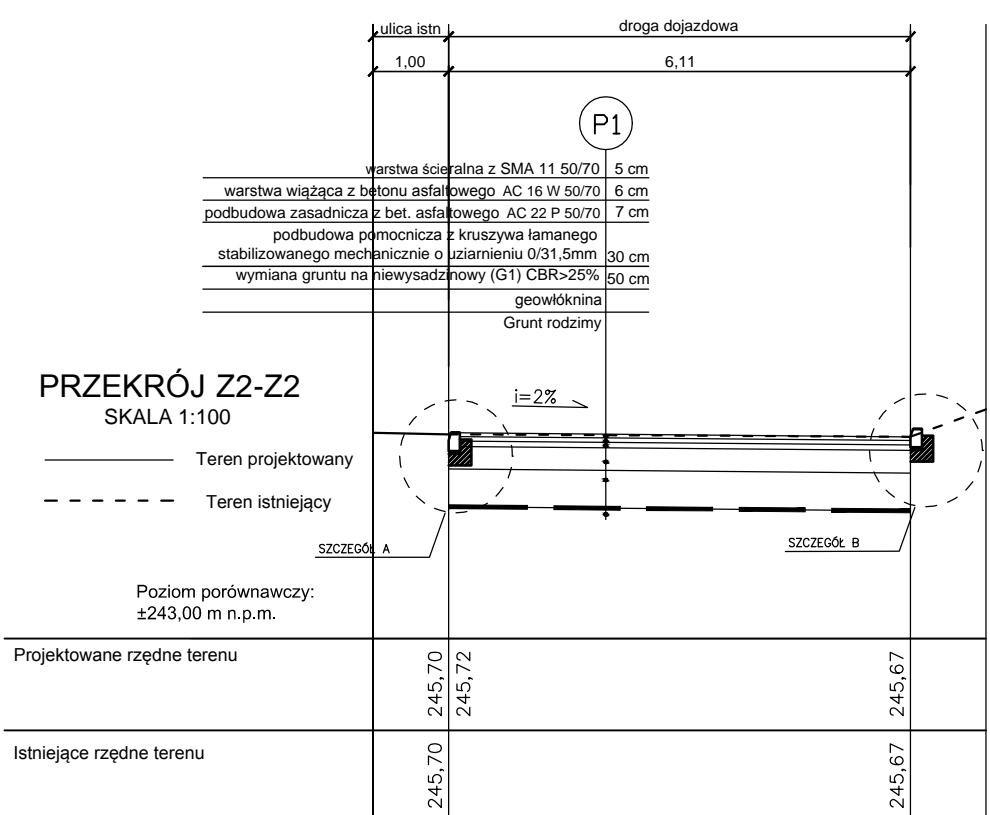 ulica istn droga dojazdowa
1,00 6,11
P1
warstwa ścieralna z SMA 11 50/70 5 cm
warstwa wiążąca z betonu asfaltowego AC 16 W 50/70 6 cm
podbudowa zasadnicza z bet. asfaltowego AC 22 P 50/70 7 cm
podbudowa pomocnicza z kruszywa łamanego
stabilizowanego mechanicznie o uziarnieniu 0/31,5mm 30 cm
wymiana gruntu na niewysadzinowy (G1) CBR>25% 50 cm
geowłóknina
Grunt rodzimy
PRZEKRÓJ Z2-Z2
SKALA 1:100
i=2%
Teren projektowany
Teren istniejący
SZCZEGÓŁ A
SZCZEGÓŁ B
Poziom porównawczy:
±243,00 m n.p.m.
Projektowane rzędne terenu
245,70
245,72
245,67
Istniejące rzędne terenu
245,70
245,67